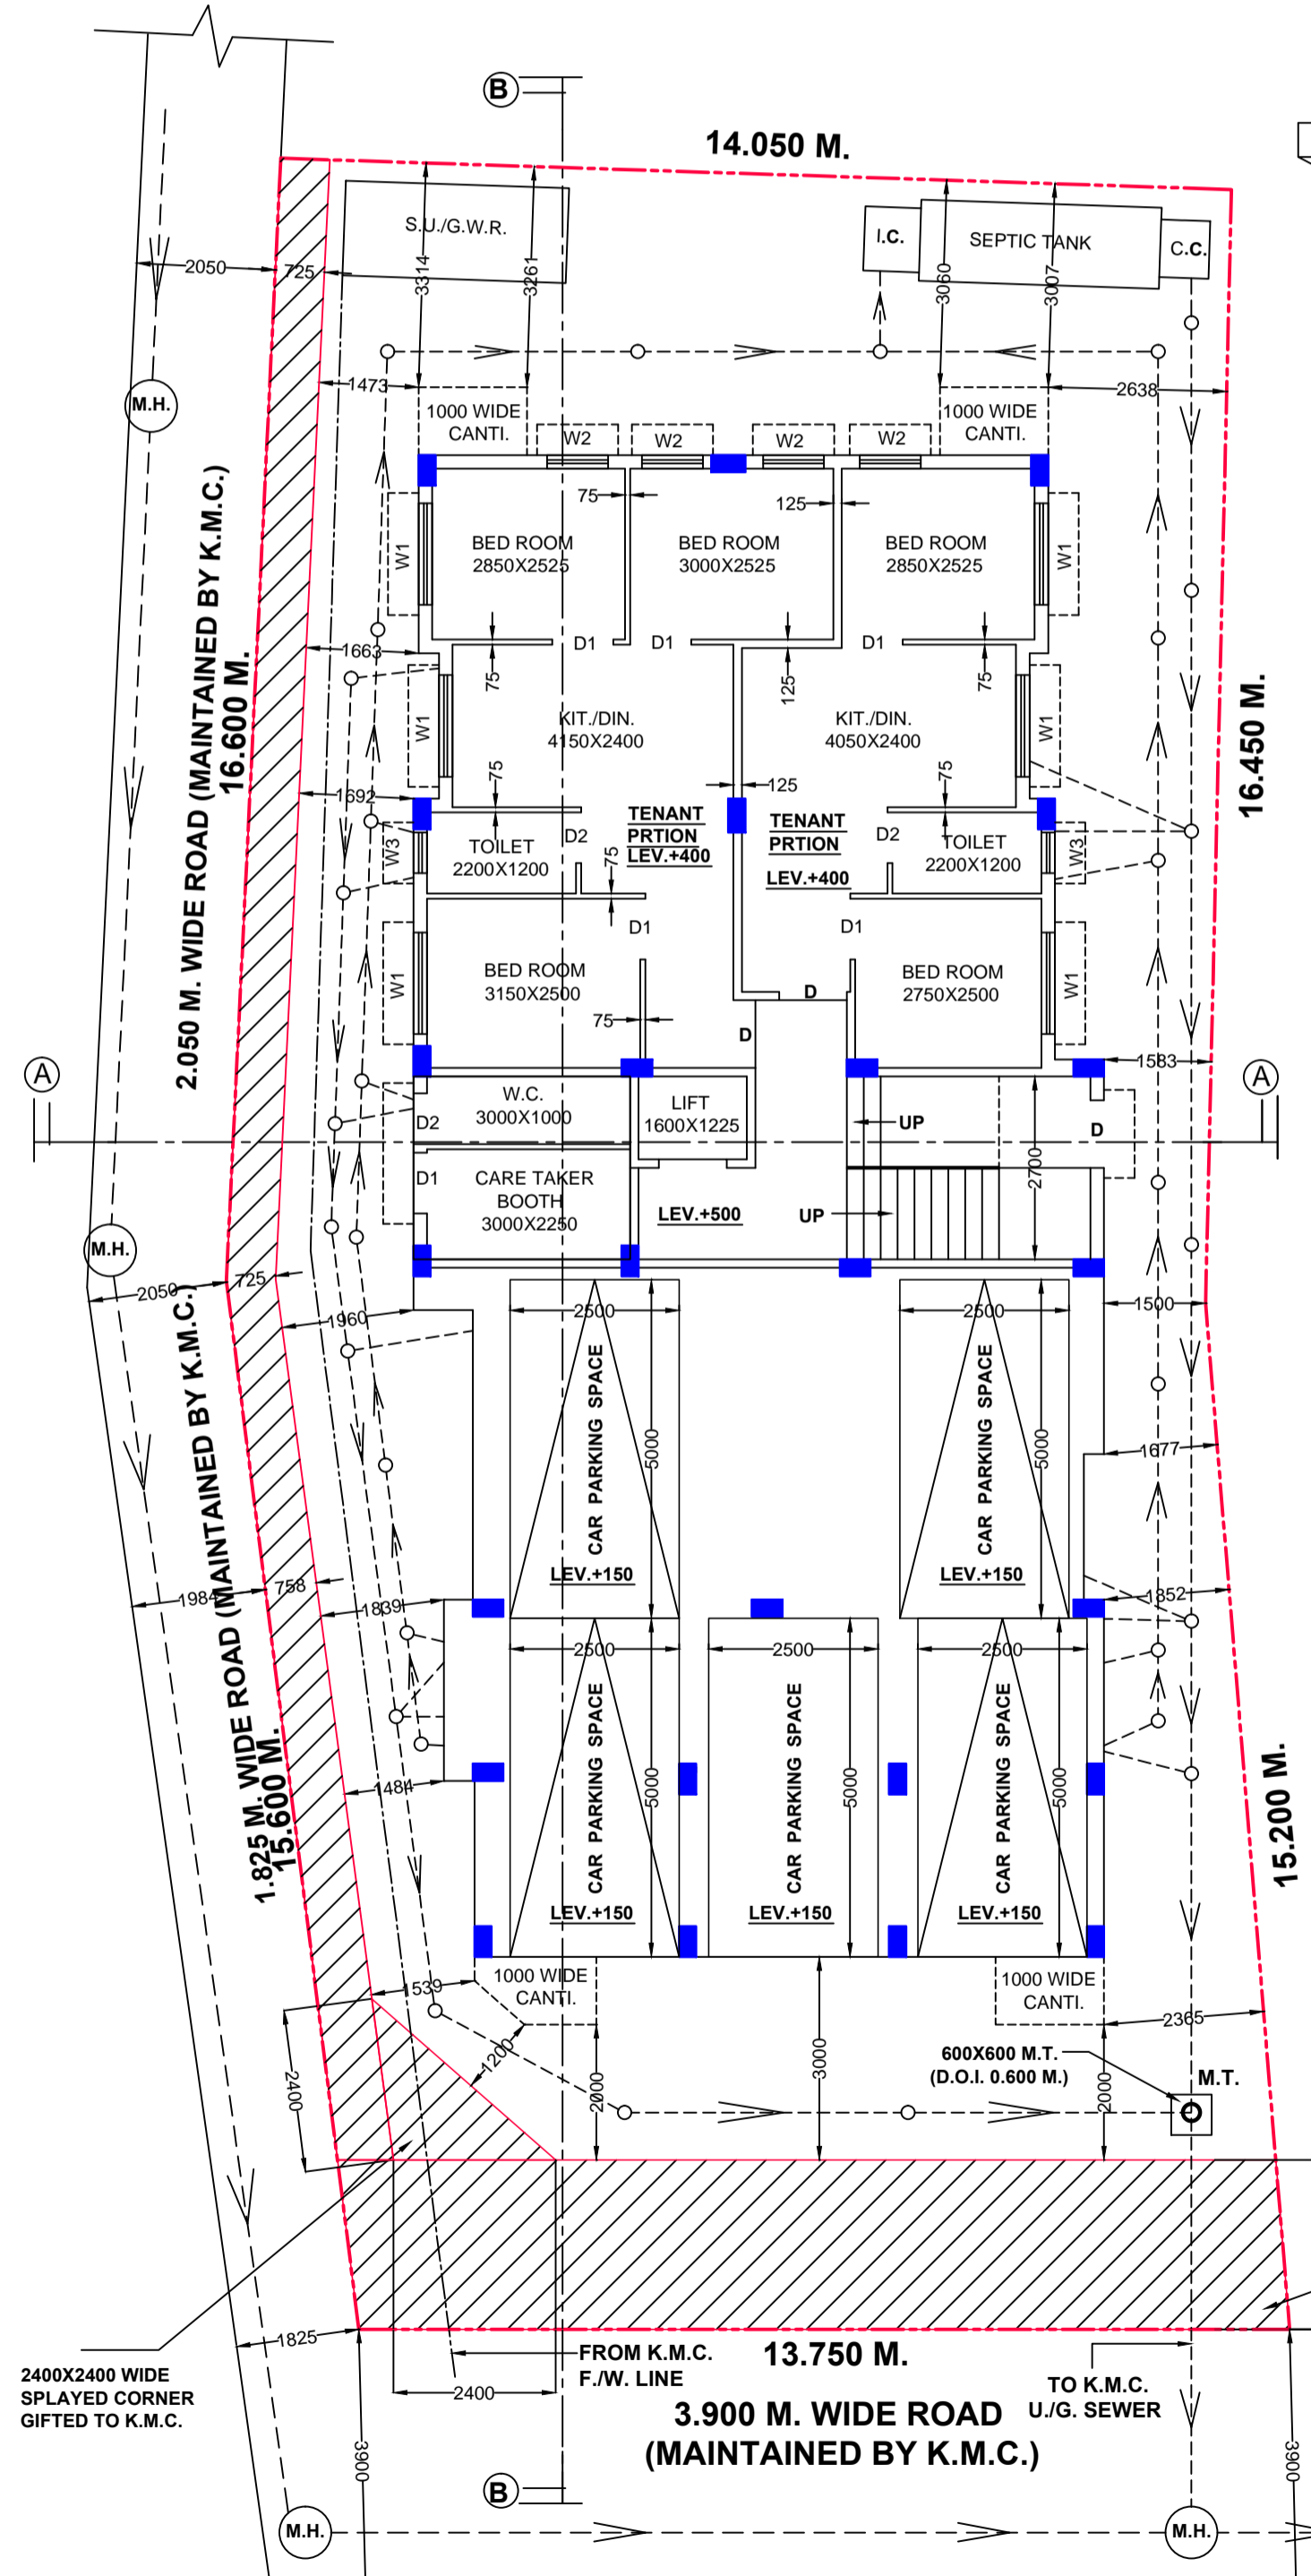 B
14.050 M.
S.U./G.W.R.
I.C.
SEPTIC TANK
C.C.
2050
725
3314
3261
3060
3007
1473
2638
M.H.
1000 WIDE
CANTI.
1000 WIDE
CANTI.
W2
W2
W2
W2
75
125
W1
BED ROOM
2850X2525
BED ROOM
3000X2525
BED ROOM
2850X2525
W1
2.050 M. WIDE ROAD (MAINTAINED BY K.M.C.)
16.600 M.
1663
D1
D1
D1
75
125
75
W1
KIT./DIN.
4150X2400
KIT./DIN.
4050X2400
W1
16.450 M.
1692
75
125
75
TENANT
PRTION
LEV.+400
TENANT
PRTION
LEV.+400
W3
TOILET
2200X1200
D2
75
D2
TOILET
2200X1200
W3
D1
D1
W1
BED ROOM
3150X2500
BED ROOM
2750X2500
W1
75
D
D
A
1583
A
W.C.
3000X1000
D2
LIFT
1600X1225
UP
D
2700
D1
CARE TAKER
BOOTH
3000X2250
LEV.+500
UP
M.H.
2050
725
1960
1500
2500
2500
CAR PARKING SPACE
5000
LEV.+150
CAR PARKING SPACE
5000
LEV.+150
1677
1.825 M. WIDE ROAD (MAINTAINED BY K.M.C.)
15.600 M.
1984
758
1839
1852
2500
2500
2500
CAR PARKING SPACE
5000
LEV.+150
CAR PARKING SPACE
5000
LEV.+150
CAR PARKING SPACE
5000
LEV.+150
1484
15.200 M.
1539
1000 WIDE
CANTI.
1000 WIDE
CANTI.
2365
1200
2400
2000
3000
2000
600X600 M.T.
(D.O.I. 0.600 M.)
M.T.
1825
2400X2400 WIDE
SPLAYED CORNER
GIFTED TO K.M.C.
2400
FROM K.M.C.
F./W. LINE
13.750 M.
TO K.M.C.
U./G. SEWER
3.900 M. WIDE ROAD
(MAINTAINED BY K.M.C.)
3900
3900
B
M.H.
M.H.